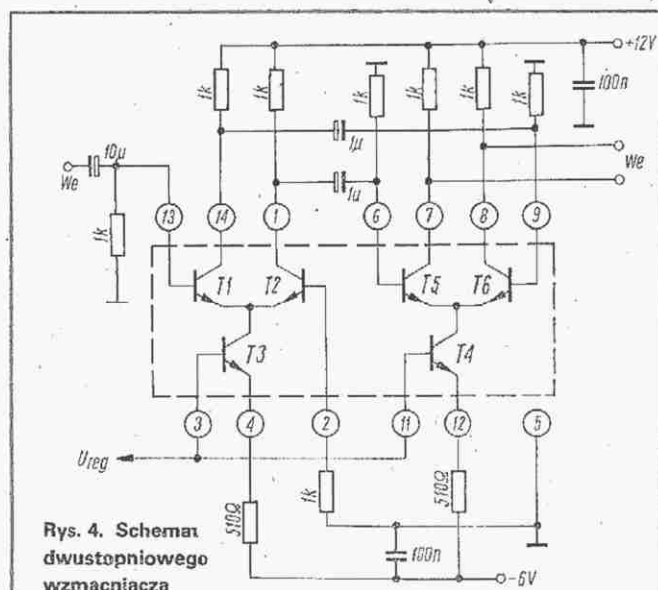 +12V
1k
1k
1k
1k
1k
1k
100n
1µ
We
10µ
We
1µ
1k
13
14
1
6
7
8
9
T1
T2
T5
T6
T3
T4
3
4
2
11
12
5
Ureg
510Ω
1k
510Ω
100n
-6V
Rys. 4. Schemat
dwustopniowego
wzmacniacza